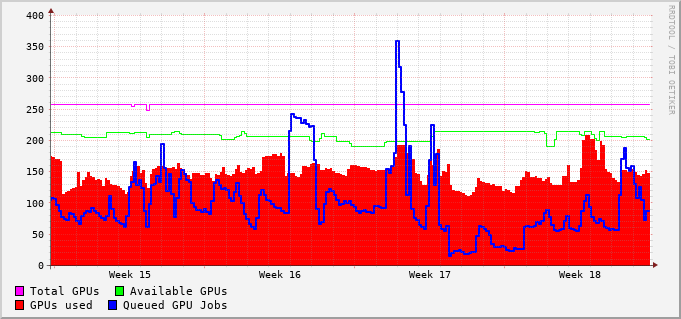 400
350
300
250
200
150
100
50
0
Week 15 Week 16 Week 17 Week 18
Total GPUs Available GPUs
GPUs used Queued GPU Jobs
RRDTOOL / TOBI OETIKER